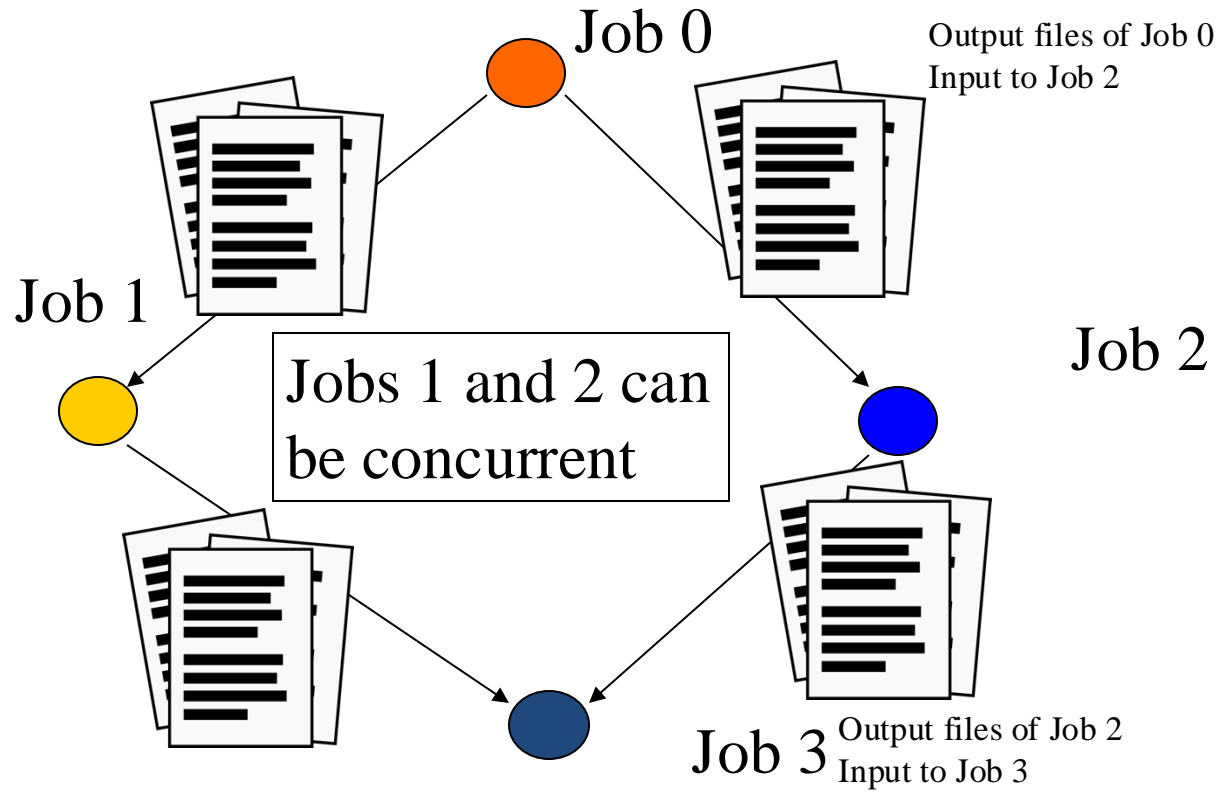 Job 0
Output files of Job 0
Input to Job 2
Job 1
Job 2
Jobs 1 and 2 can
be concurrent
Job 3
Output files of Job 2
Input to Job 3